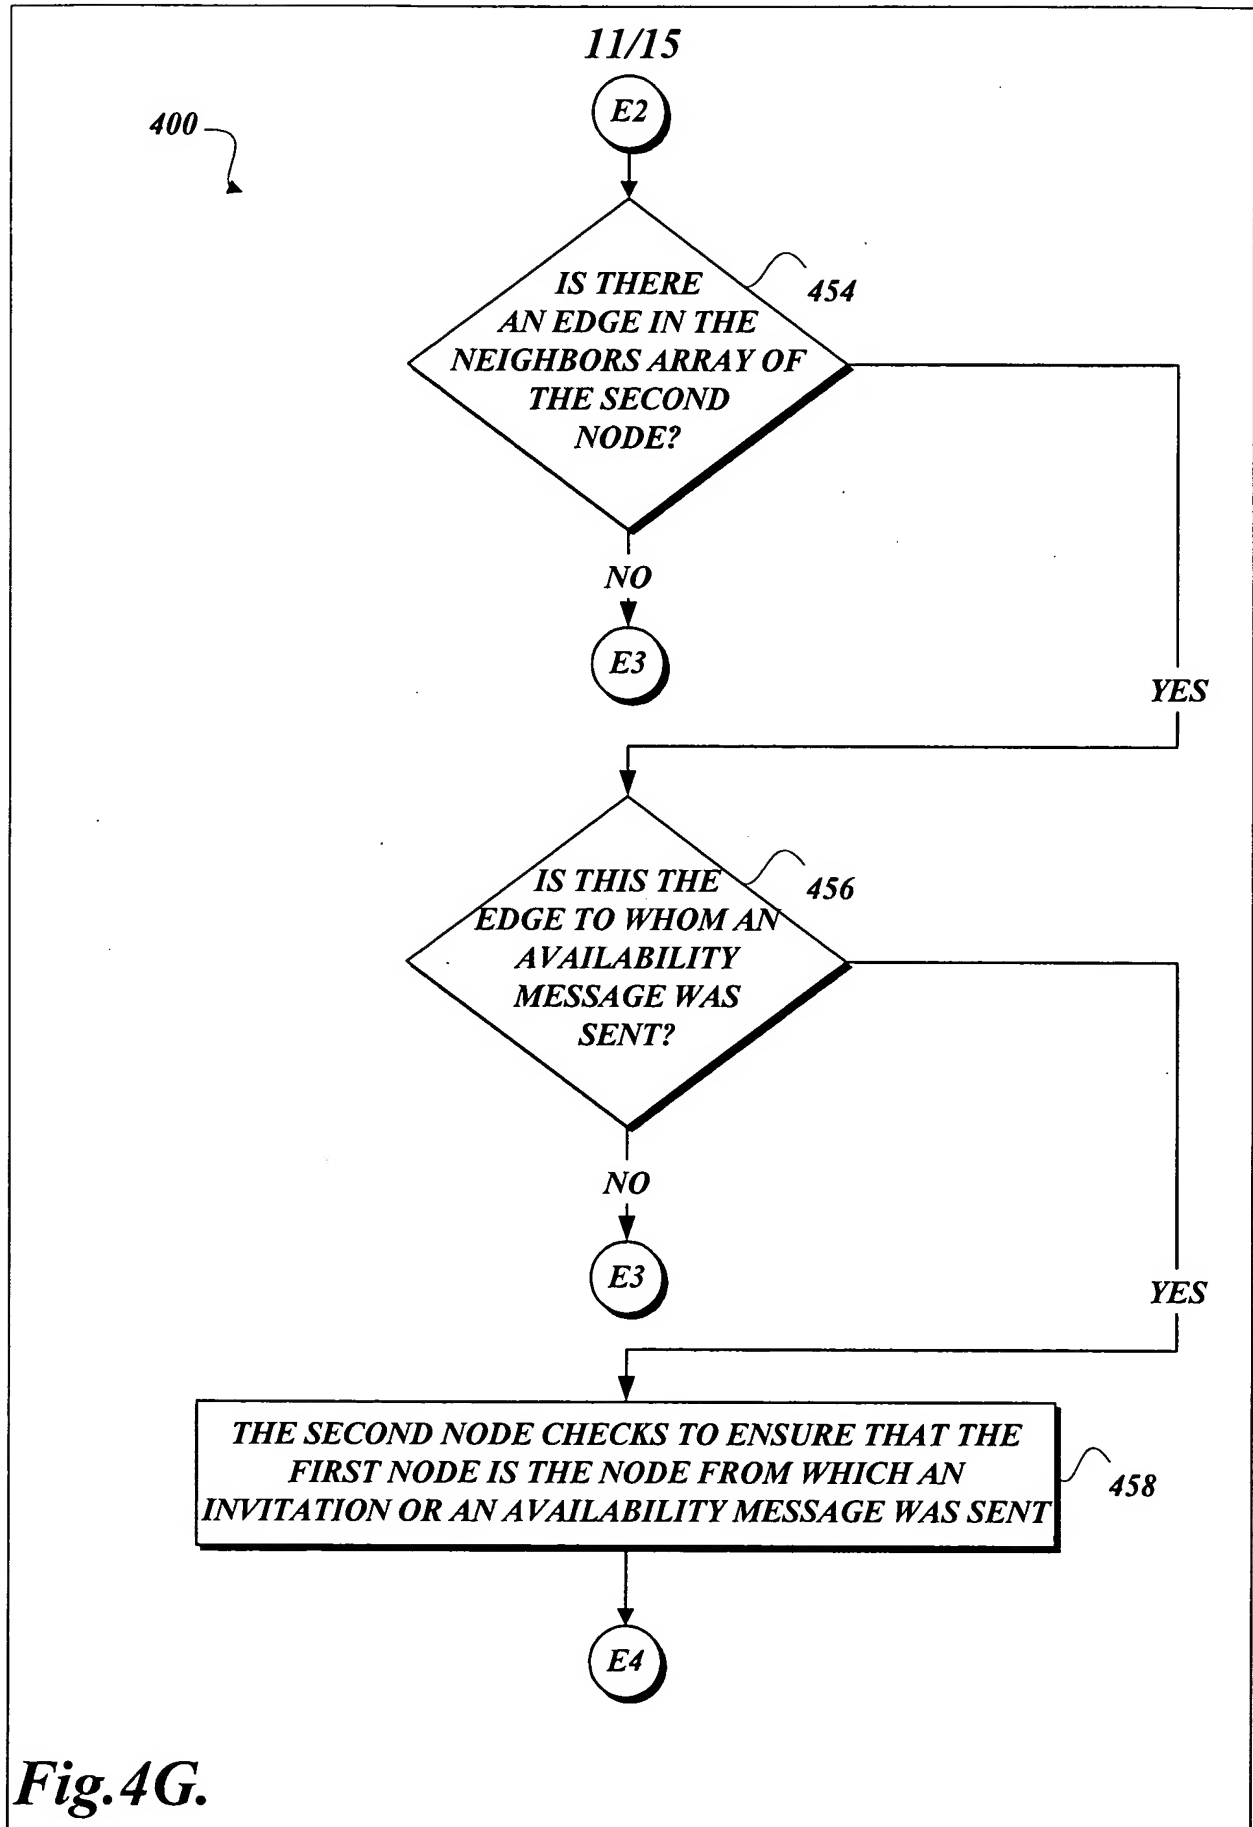 11/15
E2
400
IS THERE
AN EDGE IN THE
NEIGHBORS ARRAY OF
THE SECOND
NODE?
454
NO
E3
YES
IS THIS THE
EDGE TO WHOM AN
AVAILABILITY
MESSAGE WAS
SENT?
456
NO
E3
YES
THE SECOND NODE CHECKS TO ENSURE THAT THE
FIRST NODE IS THE NODE FROM WHICH AN
INVITATION OR AN AVAILABILITY MESSAGE WAS SENT
458
E4
Fig.4G.